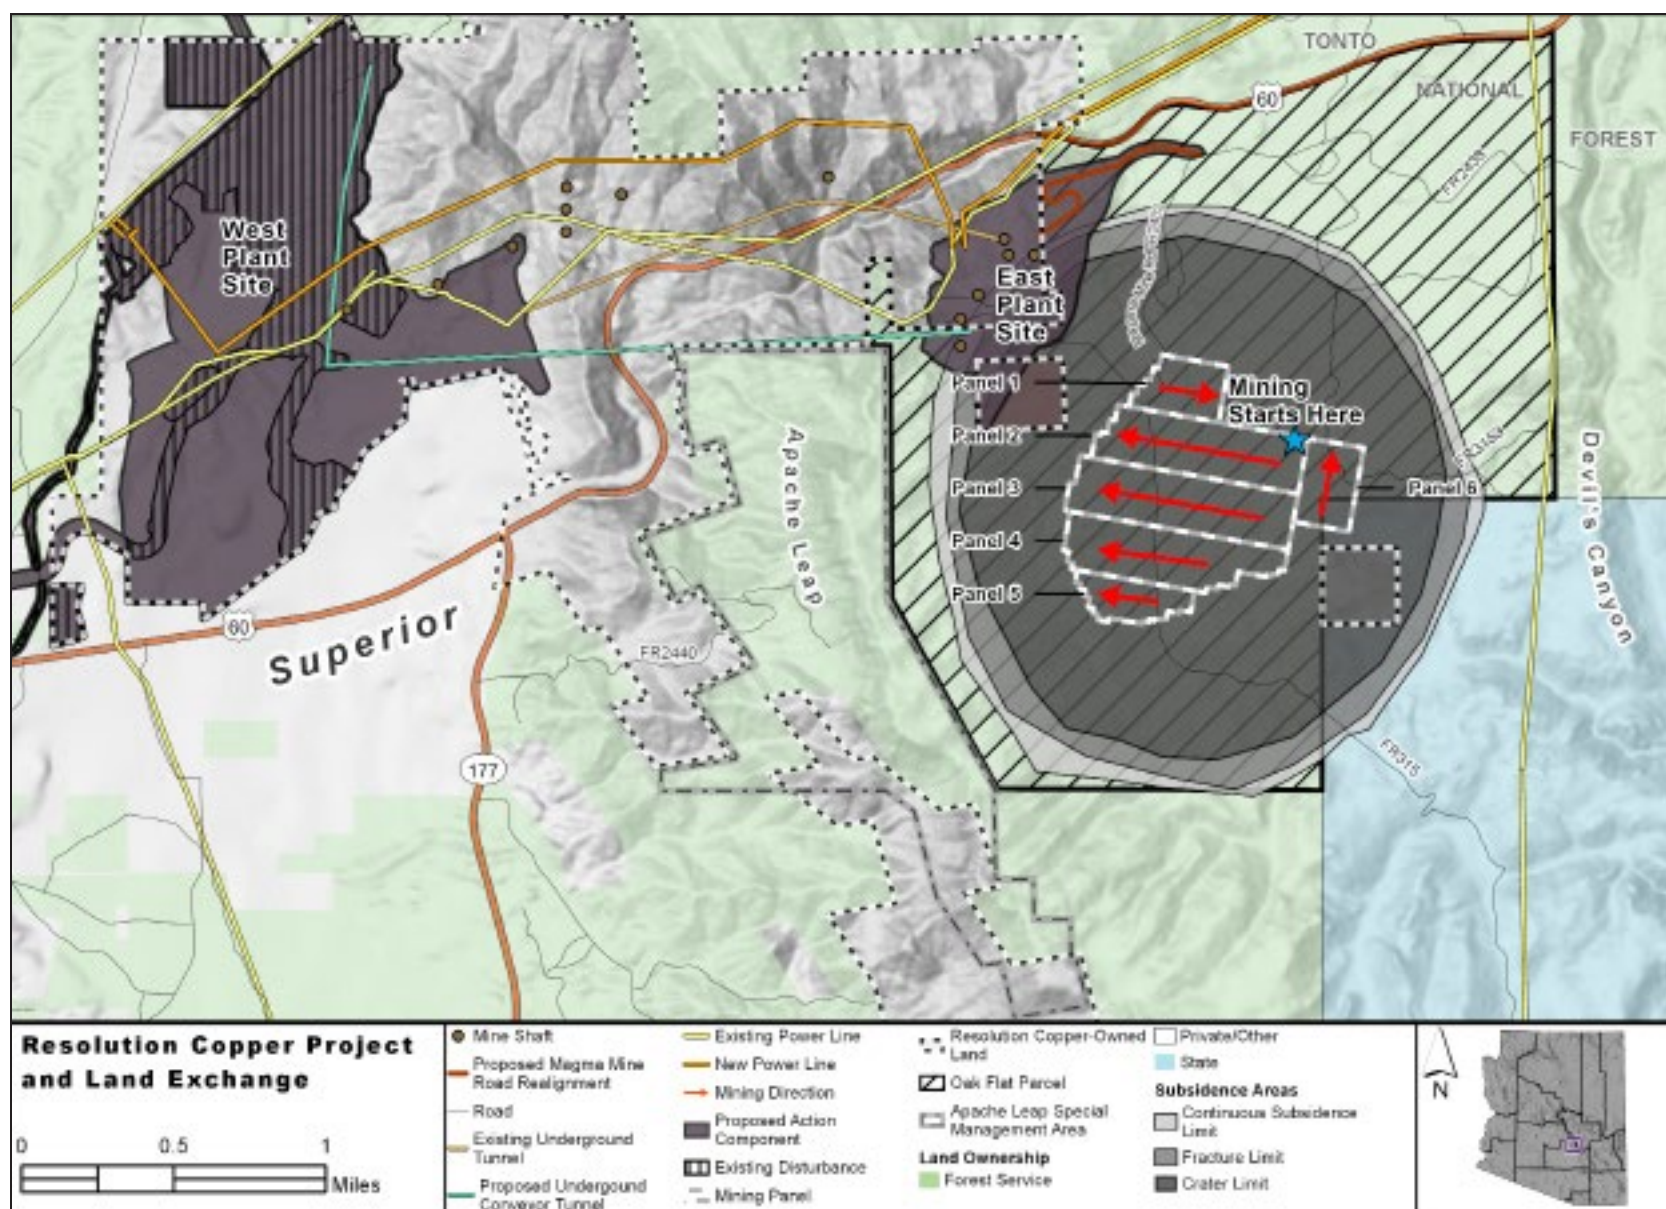 TONTO
NATIONAL
FOREST
60
FR2438
West
Plant
Site
East
Plant
Site
Panel 1
Mining
Starts Here
Panel 2
Panel 3
Panel 6
Panel 4
Panel 5
FR3153
Apache Leap
Devil's Canyon
60
Superior
FR2440
177
FR315
Resolution Copper Project
and Land Exchange
0 0.5 1
Miles
Mine Shaft
Proposed Magma Mine
Road Realignment
Road
Existing Underground
Tunnel
Proposed Undergound
Conveyor Tunnel
Existing Power Line
New Power Line
Mining Direction
Proposed Action
Component
Existing Disturbance
Mining Panel
Resolution Copper-Owned
Land
Oak Flat Parcel
Apache Leap Special
Management Area
Land Ownership
Forest Service
Private/Other
State
Subsidence Areas
Continuous Subsidence
Limit
Fracture Limit
Crater Limit
N